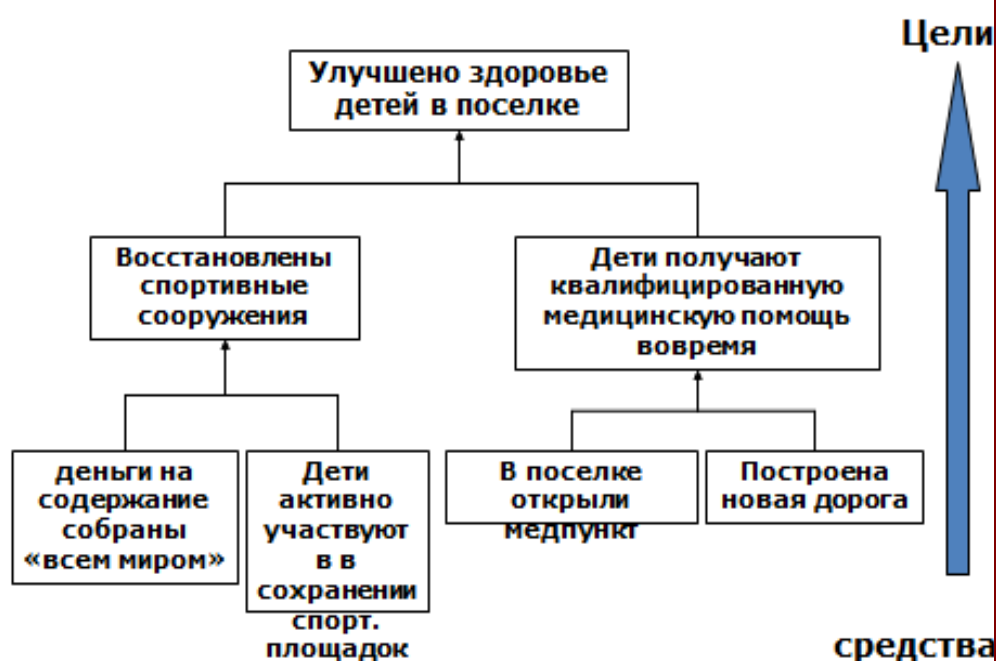 Цели
Улучшено здоровье
детей в поселке
Восстановлены
спортивные
сооружения
Дети получают
квалифицированную
медицинскую помощь
вовремя
деньги на
содержание
собраны
«всем миром»
Дети
активно
участвуют
в в
сохранении
спорт.
площадок
В поселке
открыли
медпункт
Построена
новая дорога
средства